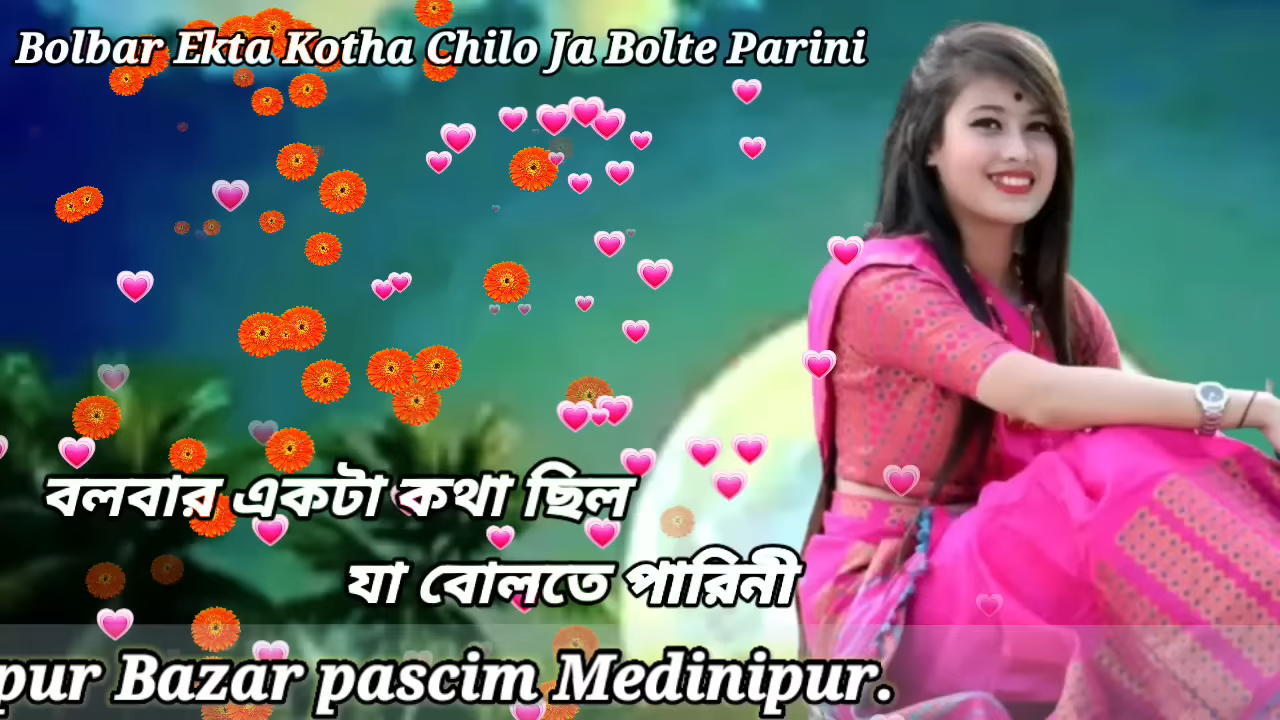 Bolbar Ekta Kotha Chilo Ja Bolte Parini
বলবার একটা কথা ছিল
যা বোলতে পারিনী
pur Bazar pascim Medinipur.